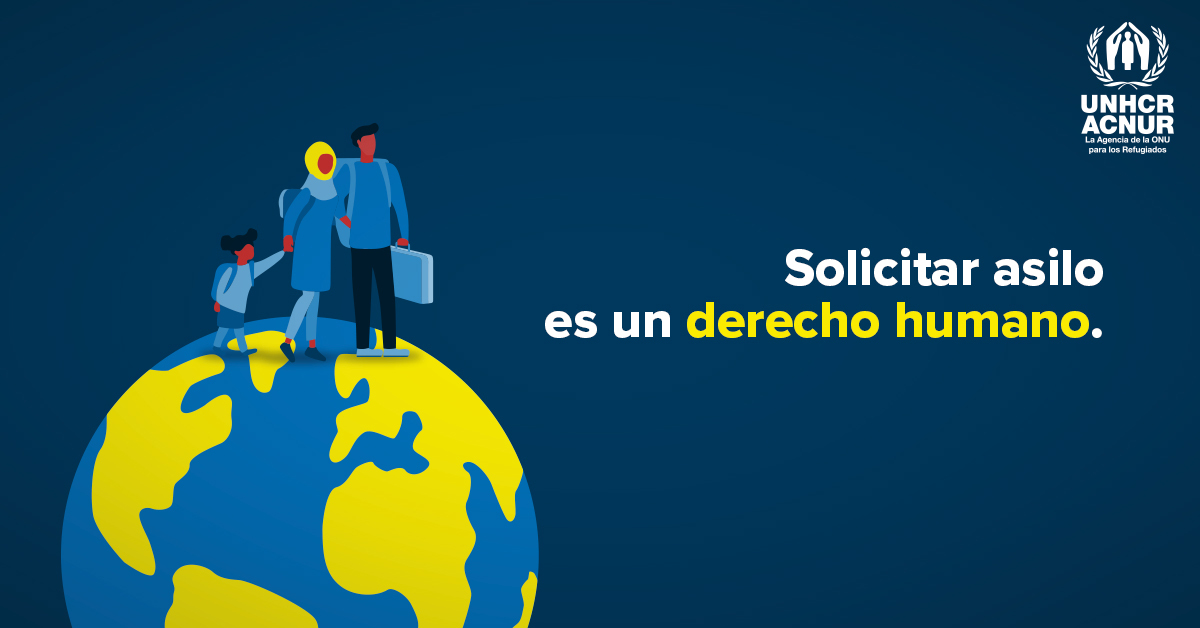 UNHCR
ACNUR
La Agencia de la ONU
para los Refugiados
Solicitar asilo
es un derecho humano.